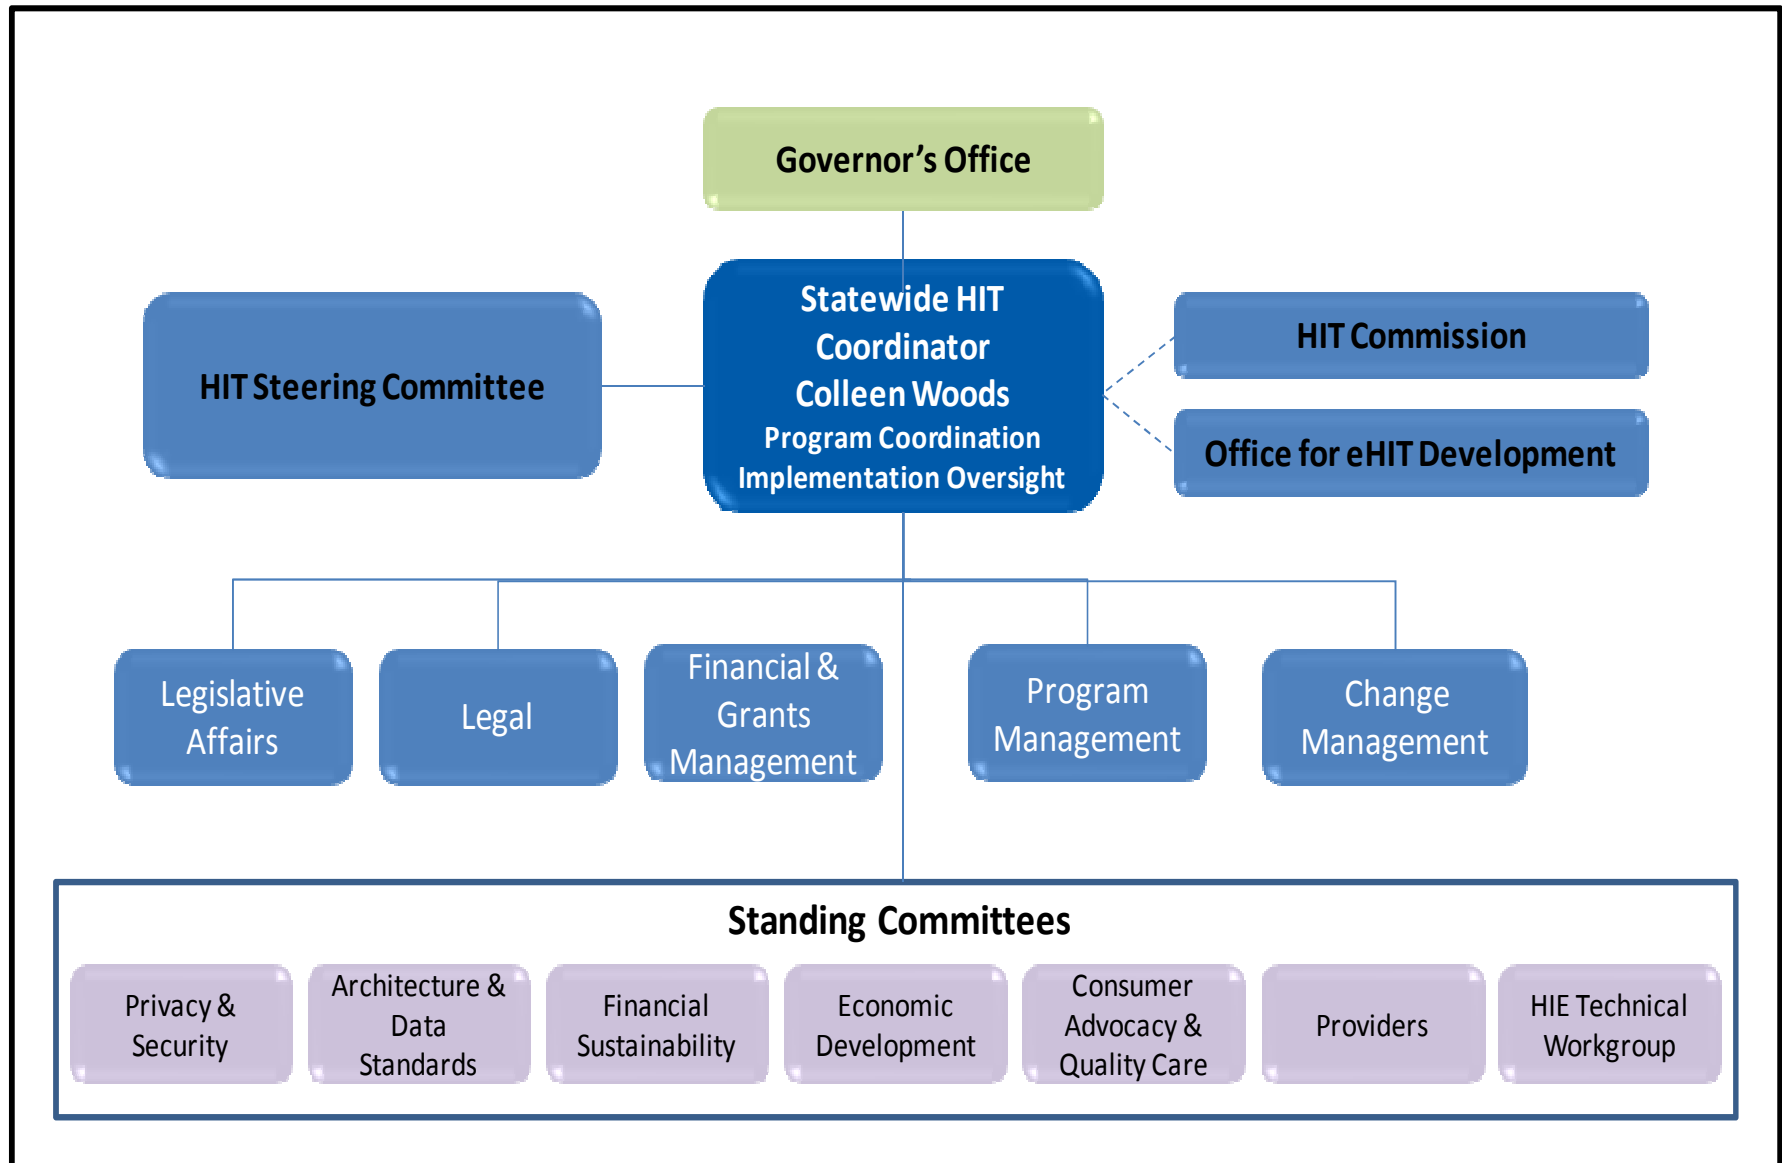 Governor's Office
Statewide HIT
Coordinator
Colleen Woods
Program Coordination
Implementation Oversight
HIT Steering Committee
HIT Commission
Office for eHIT Development
Legislative
Affairs
Legal
Financial &
Grants
Management
Program
Management
Change
Management
Standing Committees
Privacy &
Security
Architecture &
Data
Standards
Financial
Sustainability
Economic
Development
Consumer
Advocacy &
Quality Care
Providers
HIE Technical
Workgroup